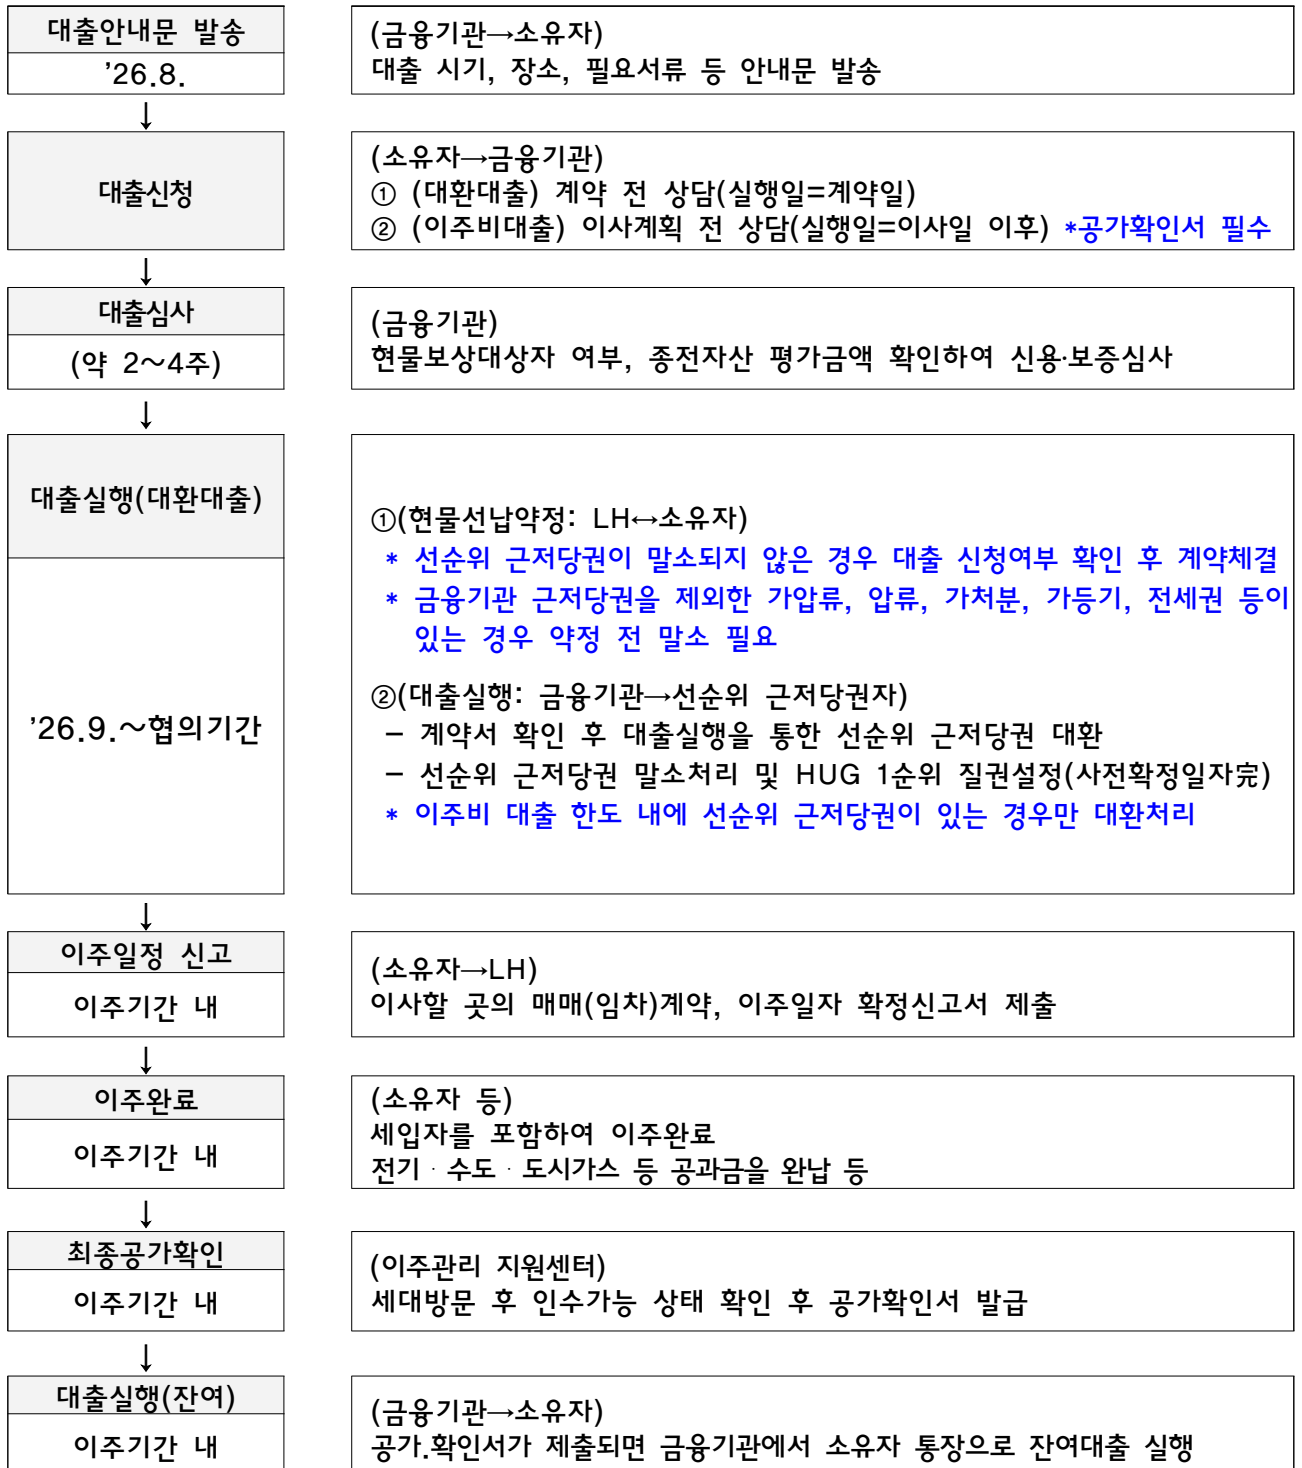 대출안내문 발송
'26.8.
(금융기관→소유자)
대출 시기, 장소, 필요서류 등 안내문 발송
↓
대출신청
(소유자→금융기관)
① (대환대출) 계약 전 상담(실행일=계약일)
② (이주비대출) 이사계획 전 상담(실행일=이사일 이후) *공가확인서 필수
↓
대출심사
(약 2~4주)
(금융기관)
현물보상대상자 여부, 종전자산 평가금액 확인하여 신용·보증심사
↓
대출실행(대환대출)
'26.9.~협의기간
①(현물선납약정: LH↔소유자)
* 선순위 근저당권이 말소되지 않은 경우 대출 신청여부 확인 후 계약체결
* 금융기관 근저당권을 제외한 가압류, 압류, 가처분, 가등기, 전세권 등이
있는 경우 약정 전 말소 필요
②(대출실행: 금융기관→선순위 근저당권자)
- 계약서 확인 후 대출실행을 통한 선순위 근저당권 대환
- 선순위 근저당권 말소처리 및 HUG 1순위 질권설정(사전확정일자完)
* 이주비 대출 한도 내에 선순위 근저당권이 있는 경우만 대환처리
↓
이주일정 신고
이주기간 내
(소유자→LH)
이사할 곳의 매매(임차)계약, 이주일자 확정신고서 제출
↓
이주완료
이주기간 내
(소유자 등)
세입자를 포함하여 이주완료
전기·수도·도시가스 등 공과금을 완납 등
↓
최종공가확인
이주기간 내
(이주관리 지원센터)
세대방문 후 인수가능 상태 확인 후 공가확인서 발급
↓
대출실행(잔여)
이주기간 내
(금융기관→소유자)
공가.확인서가 제출되면 금융기관에서 소유자 통장으로 잔여대출 실행